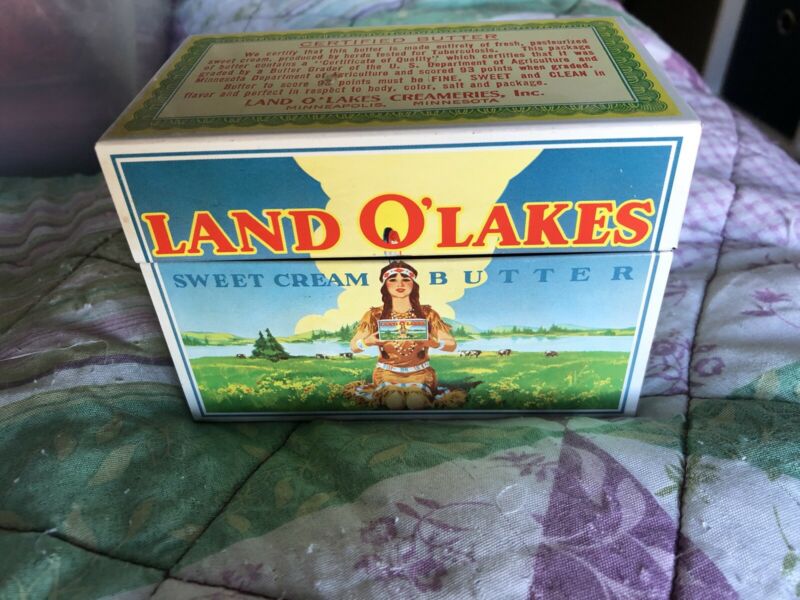 CERTIFIED BUTTER
We certify that this butter is made entirely of fresh, pasteurized
sweet cream, produced by herds tested for Tuberculosis. This package
or roll contains a "Certificate of Quality" which certifies that it was
graded by a Butter Grader of the U. S. Department of Agriculture and
Minnesota Department of Agriculture and scored 93 points when graded.
Butter to score 93 points must be FINE, SWEET and CLEAN in
flavor and perfect in respect to body, color, salt and package.
LAND O'LAKES CREAMERIES, Inc.
MINNEAPOLIS, MINNESOTA
LAND O'LAKES
SWEET CREAM BUTTER
LAND O'LAKES